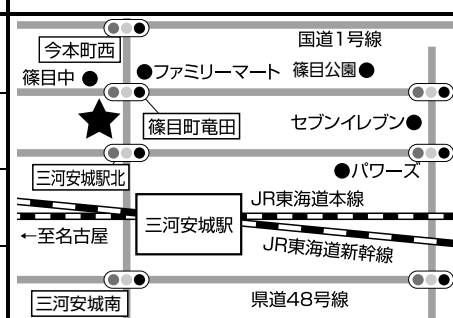 国道1号線
今本町西
篠目中
ファミリーマート
篠目公園
篠目町竜田
セブンイレブン
三河安城駅北
パワーズ
JR東海道本線
三河安城駅
←至名古屋
JR東海道新幹線
三河安城南
県道48号線